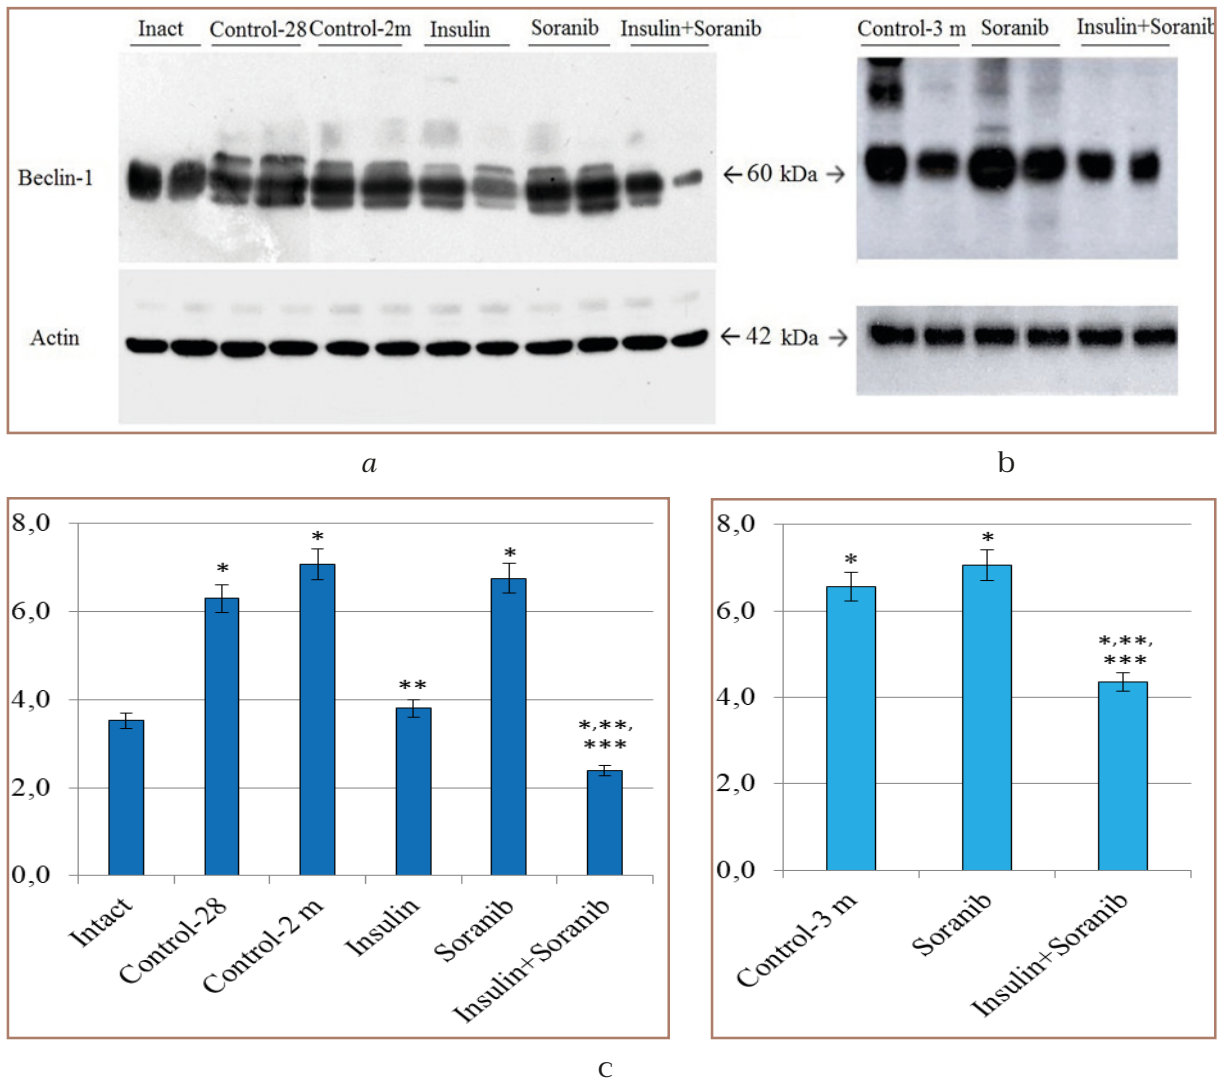 Inact Control-28 Control-2m Insulin Soranib Insulin+Soranib
Control-3 m Soranib Insulin+Soranib
Beclin-1
←60 kDa→
Actin
←42 kDa→
a
b
8,0
6,0
4,0
2,0
0,0
*
*
**
*
*,**,
***
Intact
Control-28
Control-2 m
Insulin
Soranib
Insulin+Soranib
8,0
6,0
4,0
2,0
0,0
*
*
*,**,
***
Control-3 m
Soranib
Insulin+Soranib
c